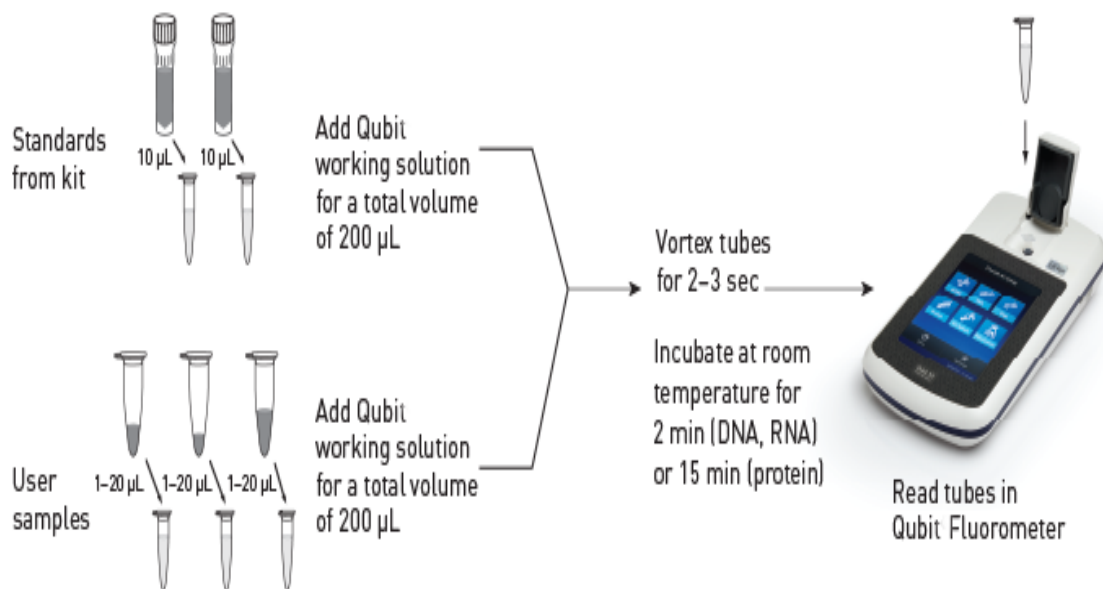 Standards
from kit
10 µL
10 µL
Add Qubit
working solution
for a total volume
of 200 µL
User
samples
1–20 µL
1–20 µL
1–20 µL
Add Qubit
working solution
for a total volume
of 200 µL
Vortex tubes
for 2–3 sec
Incubate at room
temperature for
2 min (DNA, RNA)
or 15 min (protein)
Read tubes in
Qubit Fluorometer